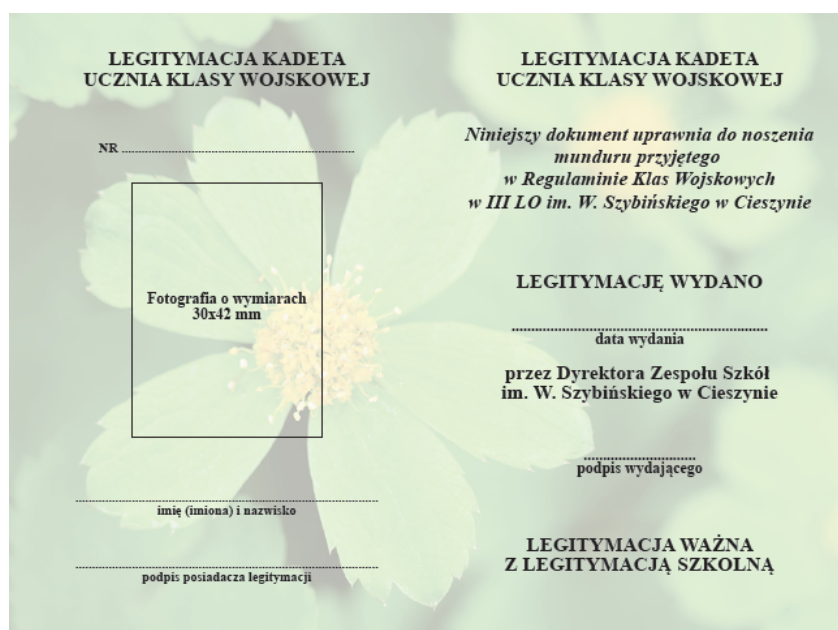 LEGITYMACJA KADETA
UCZNIA KLASY WOJSKOWEJ
NR ............................................................
Fotografia o wymiarach
30x42 mm
................................................................................
imię (imiona) i nazwisko
................................................................................
podpis posiadacza legitymacji
LEGITYMACJA KADETA
UCZNIA KLASY WOJSKOWEJ
Niniejszy dokument uprawnia do noszenia
munduru przyjętego
w Regulaminie Klas Wojskowych
w III LO im. W. Szybińskiego w Cieszynie
LEGITYMACJĘ WYDANO
..................................................................
data wydania
przez Dyrektora Zespołu Szkół
im. W. Szybińskiego w Cieszynie
.............................
podpis wydającego
LEGITYMACJA WAŻNA
Z LEGITYMACJĄ SZKOLNĄ